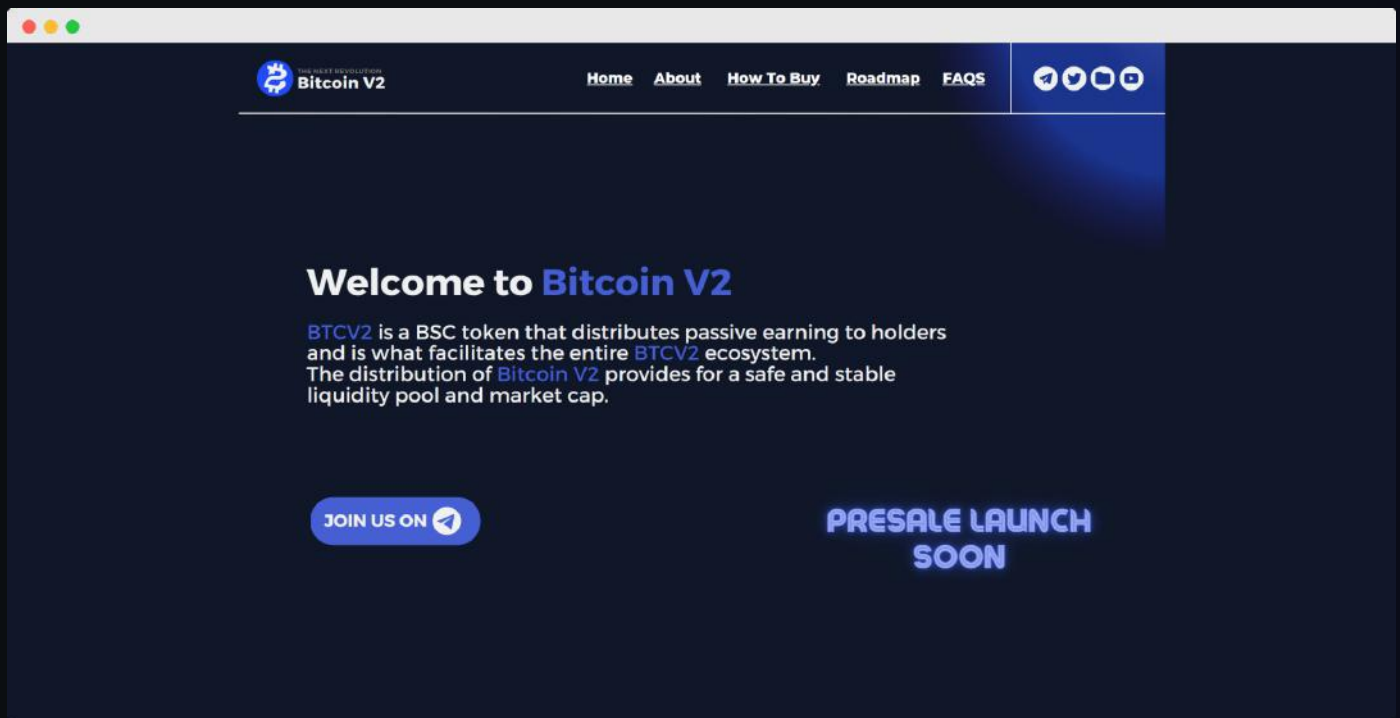 THE NEXT REVOLUTION
Bitcoin V2
Home About How To Buy Roadmap FAQS
Welcome to Bitcoin V2
BTCV2 is a BSC token that distributes passive earning to holders
and is what facilitates the entire BTCV2 ecosystem.
The distribution of Bitcoin V2 provides for a safe and stable
liquidity pool and market cap.
JOIN US ON
PRESALE LAUNCH
SOON